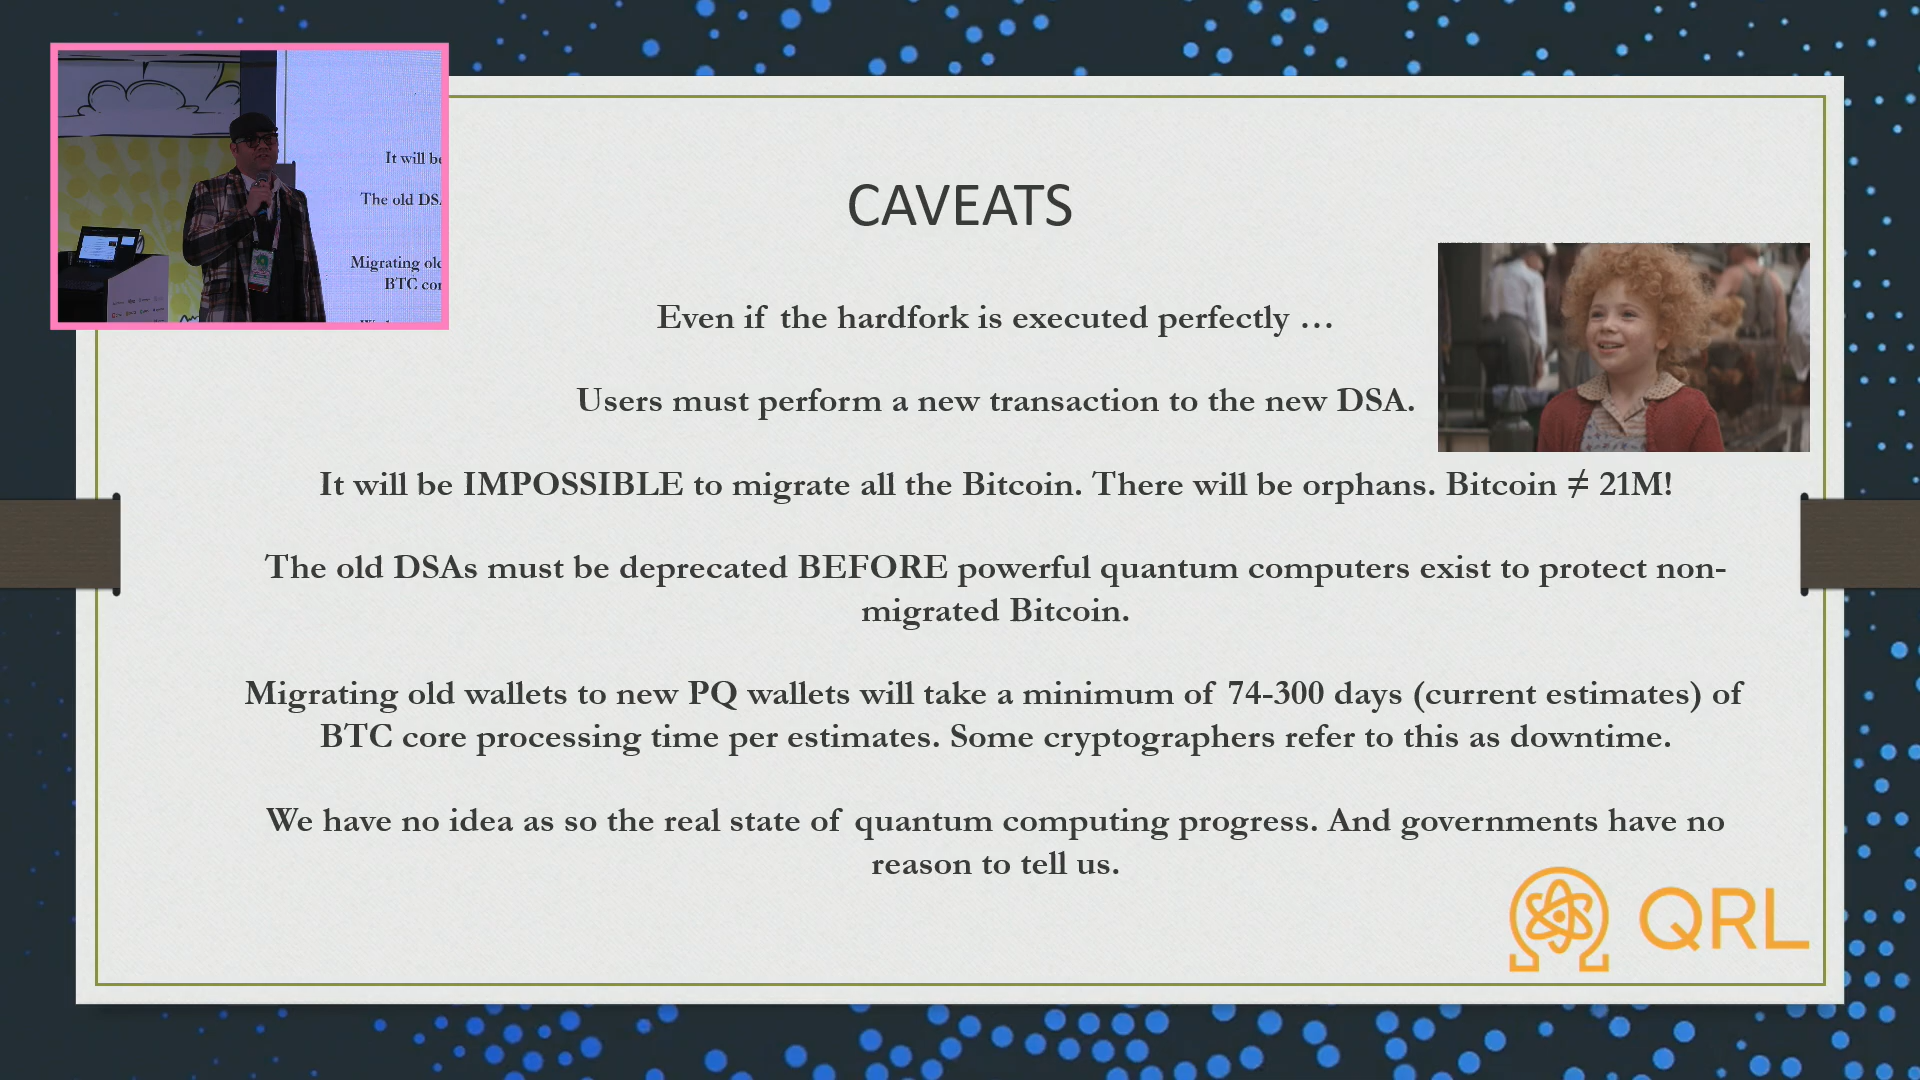 It will be
The old DS
Migrating old
BTC co
CAVEATS
Even if the hardfork is executed perfectly …
Users must perform a new transaction to the new DSA.
It will be IMPOSSIBLE to migrate all the Bitcoin. There will be orphans. Bitcoin ≠ 21M!
The old DSAs must be deprecated BEFORE powerful quantum computers exist to protect non-
migrated Bitcoin.
Migrating old wallets to new PQ wallets will take a minimum of 74-300 days (current estimates) of
BTC core processing time per estimates. Some cryptographers refer to this as downtime.
We have no idea as so the real state of quantum computing progress. And governments have no
reason to tell us.
QRL